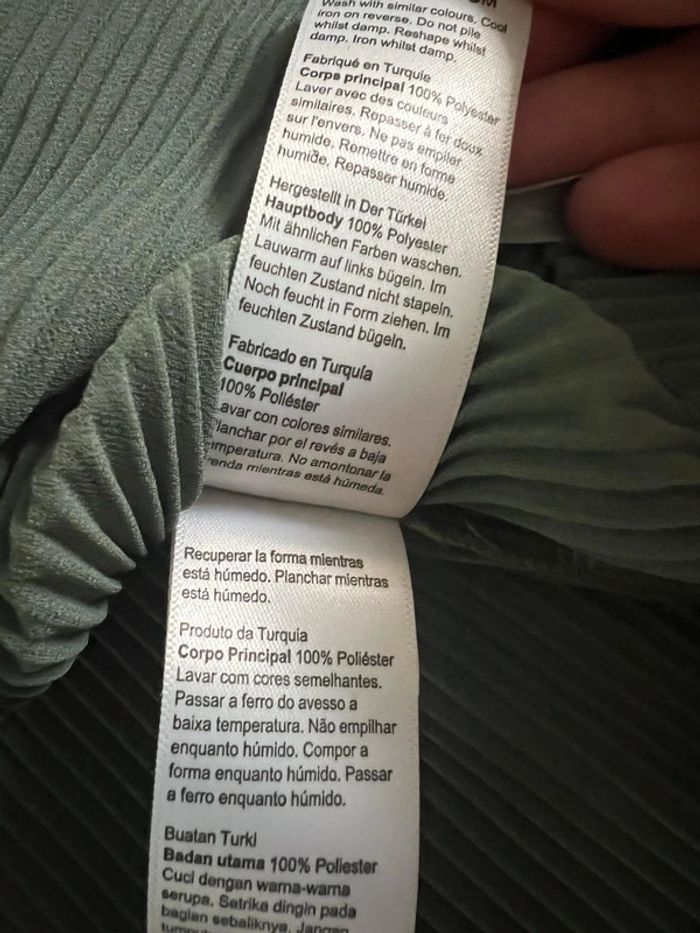 Wash with similar colours. Cool
iron on reverse. Do not pile
whilst damp. Reshape whilst
damp. Iron whilst damp.
Fabriqué en Turquie
Corps principal 100% Polyester
Laver avec des couleurs
similaires. Repasser à fer doux
sur l'envers. Ne pas empiler
humide. Remettre en forme
humide. Repasser humide.
Hergestellt in Der Türkei
Hauptbody 100% Polyester
Mit ähnlichen Farben waschen.
Lauwarm auf links bügeln. Im
feuchten Zustand nicht stapeln.
Noch feucht in Form ziehen. Im
feuchten Zustand bügeln.
Fabricado en Turquía
Cuerpo principal
100% Poliéster
avar con colores similares.
lanchar por el revés a baja
mperatura. No amontonar la
renda mientras está húmeda.
Recuperar la forma mientras
está húmedo. Planchar mientras
está húmedo.
Produto da Turquia
Corpo Principal 100% Poliéster
Lavar com cores semelhantes.
Passar a ferro do avesso a
baixa temperatura. Não empilhar
enquanto húmido. Compor a
forma enquanto húmido. Passar
a ferro enquanto húmido.
Buatan Turki
Badan utama 100% Poliester
Cuci dengan warna-warna
serupa. Setrika dingin pada
bagian sebaliknya. Jangan